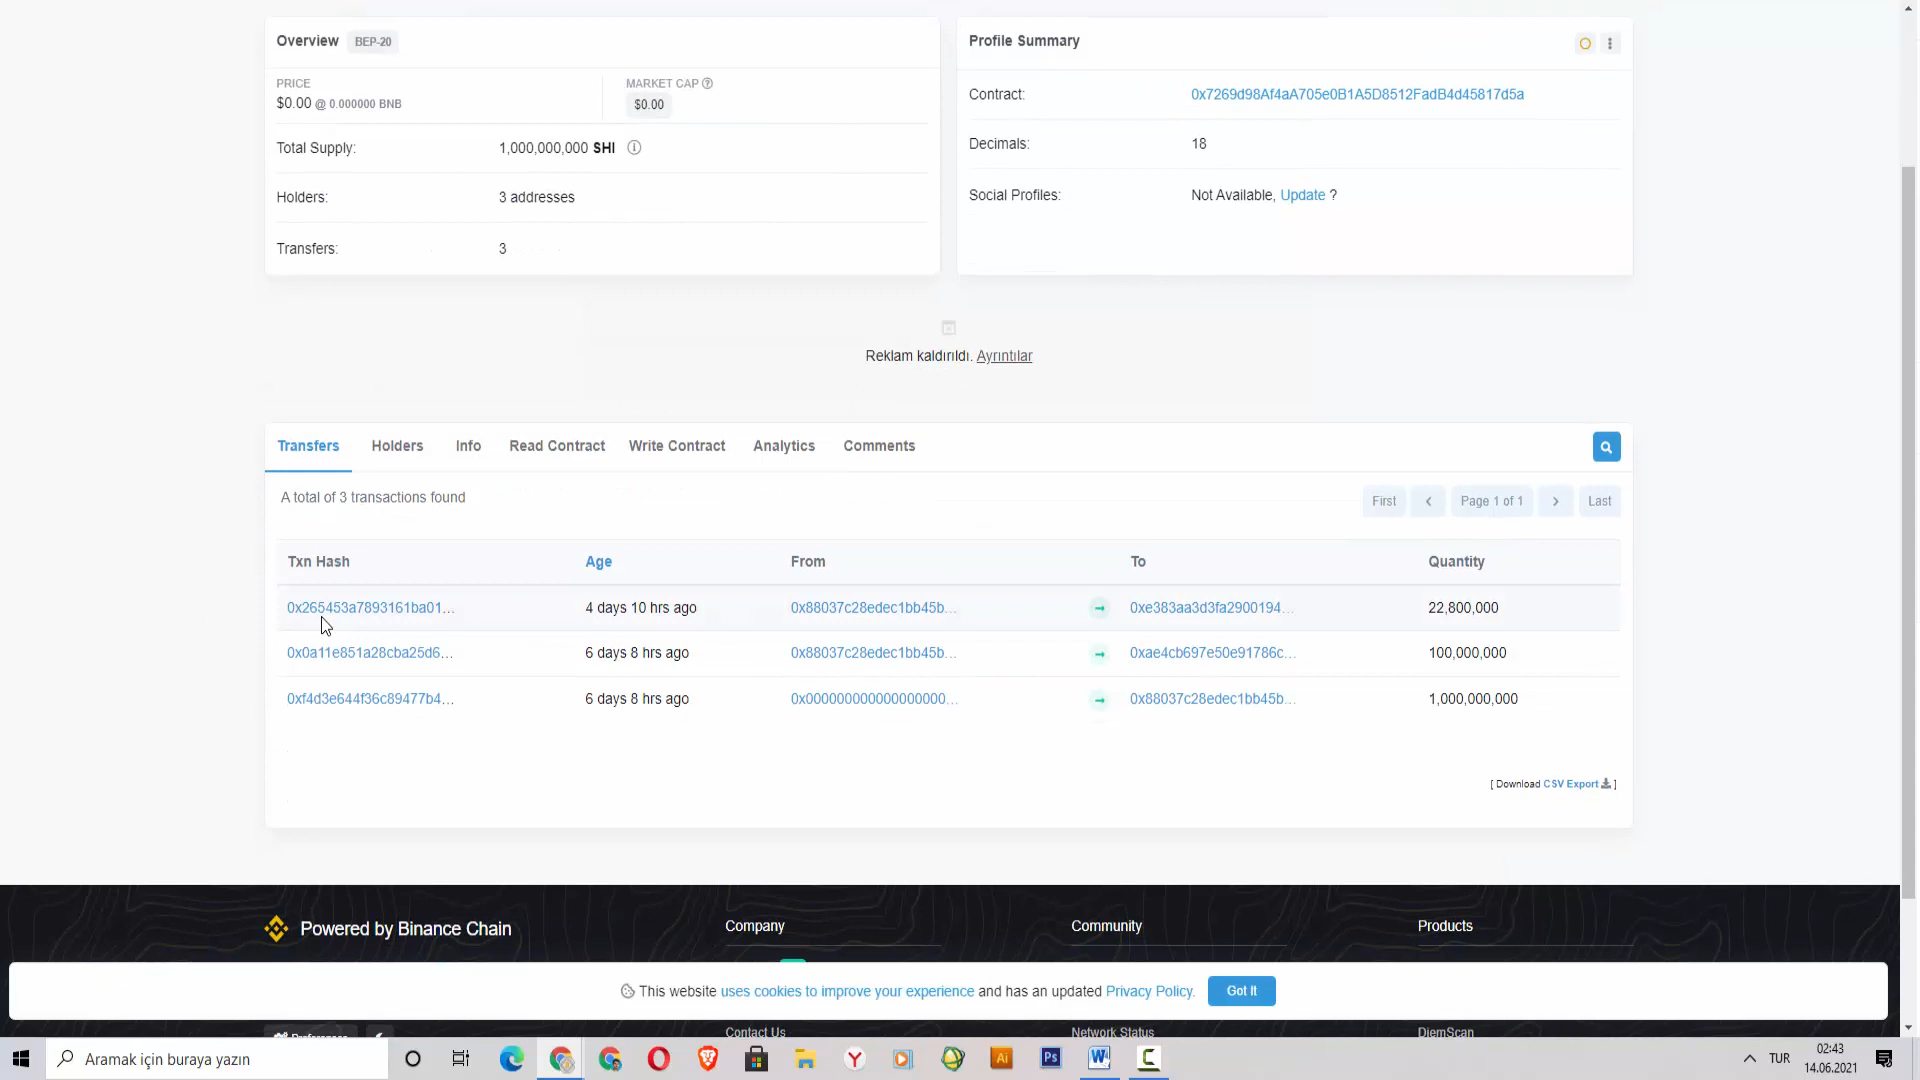 Overview BEP-20
PRICE
$0.00 @ 0.000000 BNB
MARKET CAP
$0.00
Total Supply: 1,000,000,000 SHI
Holders: 3 addresses
Transfers: 3
Profile Summary
Contract: 0x7269d98Af4aA705e0B1A5D8512FadB4d45817d5a
Decimals: 18
Social Profiles: Not Available, Update ?
Reklam kaldırıldı. Ayrıntılar
Transfers Holders Info Read Contract Write Contract Analytics Comments
A total of 3 transactions found
First Page 1 of 1 Last
Txn Hash Age From To Quantity
0x265453a7893161ba01... 4 days 10 hrs ago 0x88037c28edec1bb45b... 0xe383aa3d3fa2900194... 22,800,000
0x0a11e851a28cba25d6... 6 days 8 hrs ago 0x88037c28edec1bb45b... 0xae4cb697e50e91786c... 100,000,000
0xf4d3e644f36c89477b4... 6 days 8 hrs ago 0x000000000000000000... 0x88037c28edec1bb45b... 1,000,000,000
[ Download CSV Export ]
Powered by Binance Chain
Company
Community
Products
This website uses cookies to improve your experience and has an updated Privacy Policy. Got It
Preferences
Contact Us
Network Status
DiemScan
Aramak için buraya yazın
TUR
02:43
14.06.2021